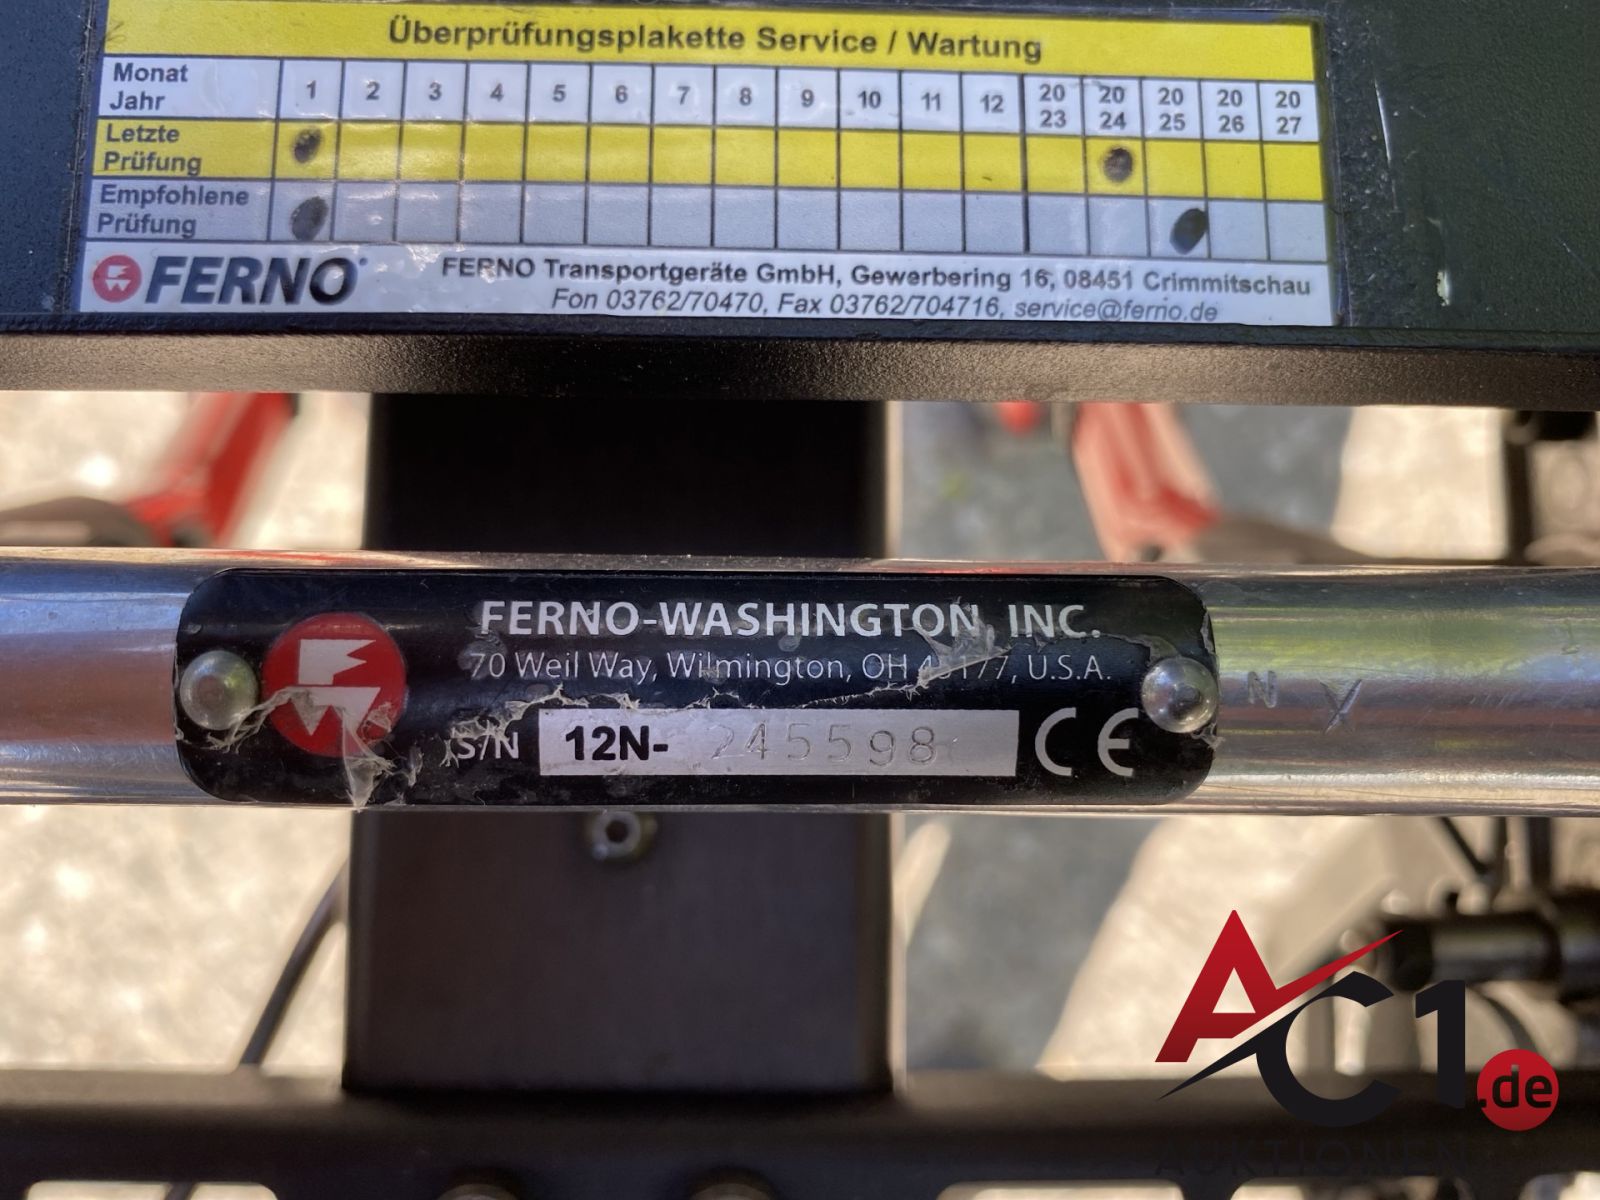 Überprüfungsplakette Service / Wartung
Monat
Jahr
1 2 3 4 5 6 7 8 9 10 11 12 20 23 20 24 20 25 20 26 20 27
Letzte
Prüfung
Empfohlene
Prüfung
FERNO
FERNO Transportgeräte GmbH, Gewerbering 16, 08451 Crimmitschau
Fon 03762/70470, Fax 03762/704716, service@ferno.de
FERNO-WASHINGTON, INC.
70 Weil Way, Wilmington, OH 45177, U.S.A.
S/N 12N- 245598 CE
N Y
AC1.de
AUKTIONEN